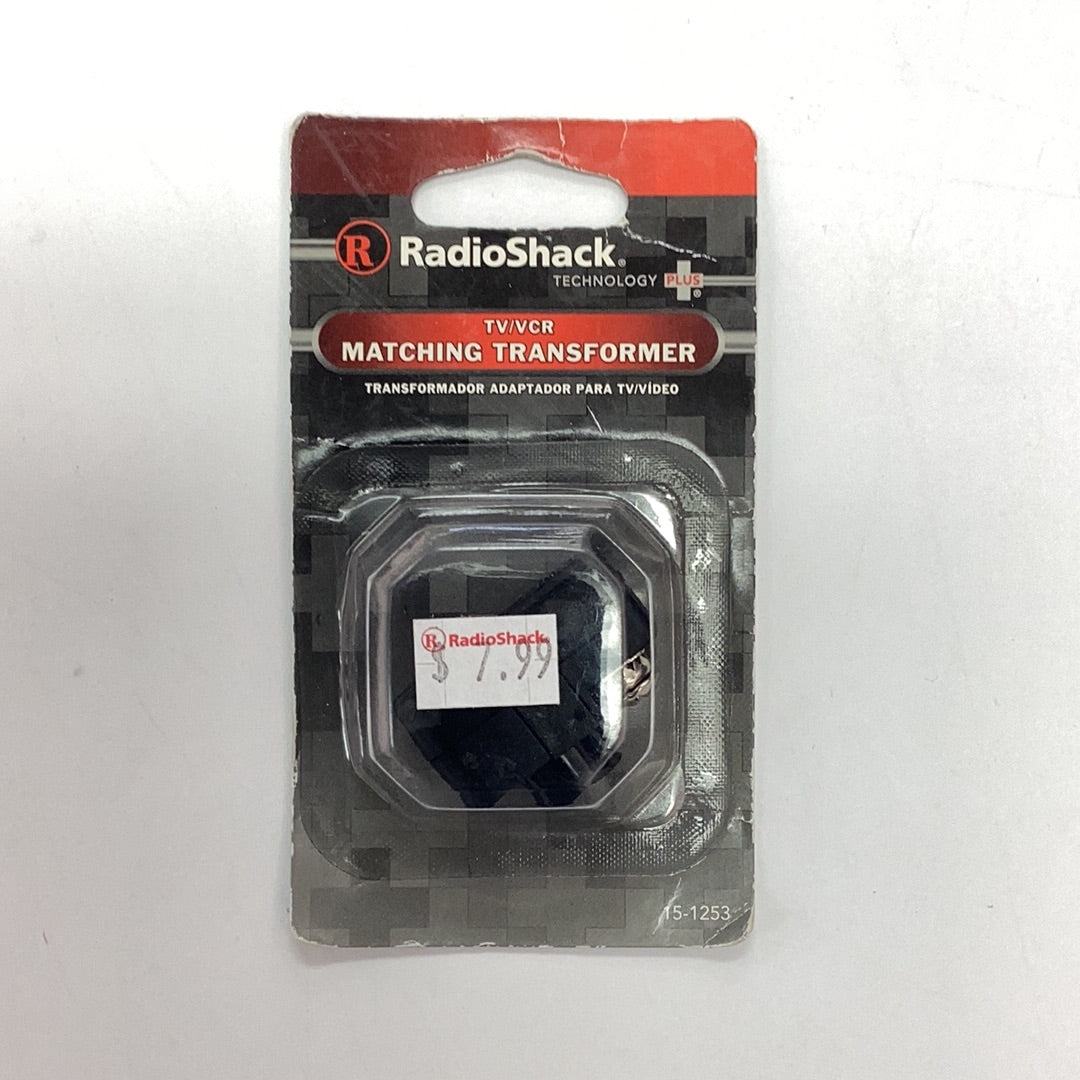 R RadioShack®
TECHNOLOGY PLUS®
TV/VCR
MATCHING TRANSFORMER
TRANSFORMADOR ADAPTADOR PARA TV/VÍDEO
R RadioShack.
$ 7.99
15-1253